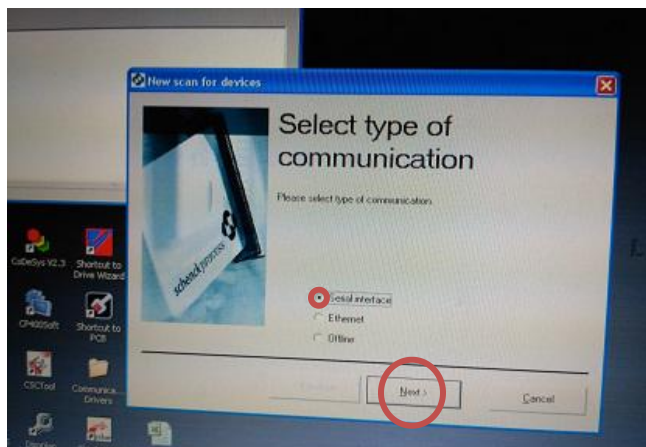 New scan for devices
Select type of
communication
Please select type of communication.
schenck process
Serial interface
Ethernet
Offline
Next >
Cancel
CoDeSys V2.3
Shortcut to
Drive Wizard
CP400Soft
Shortcut to
PCB
CSCTool
Communica...
Drivers